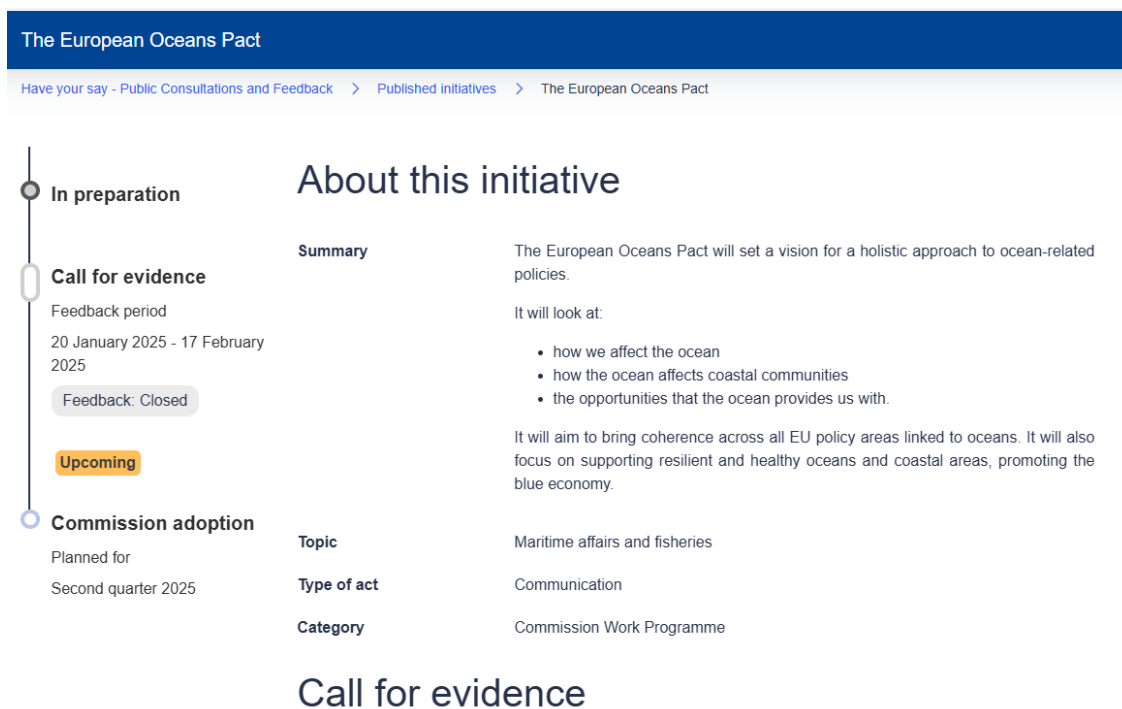 The European Oceans Pact
Have your say - Public Consultations and Feedback > Published initiatives > The European Oceans Pact
In preparation
Call for evidence
Feedback period
20 January 2025 - 17 February
2025
Feedback: Closed
Upcoming
Commission adoption
Planned for
Second quarter 2025
About this initiative
Summary
The European Oceans Pact will set a vision for a holistic approach to ocean-related
policies.
It will look at:
• how we affect the ocean
• how the ocean affects coastal communities
• the opportunities that the ocean provides us with.
It will aim to bring coherence across all EU policy areas linked to oceans. It will also
focus on supporting resilient and healthy oceans and coastal areas, promoting the
blue economy.
Topic
Maritime affairs and fisheries
Type of act
Communication
Category
Commission Work Programme
Call for evidence